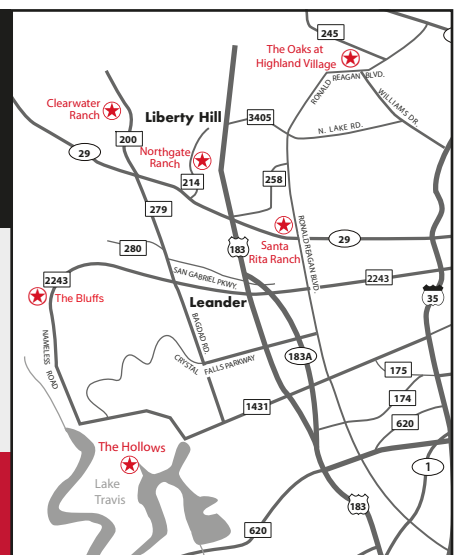 245
The Oaks at
Highland Village
RONALD REAGAN BLVD.
WILLIAMS DR.
Clearwater
Ranch
Liberty Hill
3405
N. LAKE RD.
200
29
Northgate
Ranch
214
258
279
RONALD REAGAN BLVD.
Santa
Rita Ranch
29
183
280
SAN GABRIEL PKWY.
2243
2243
The Bluffs
Leander
35
NAMELESS ROAD
BAGDAD RD.
CRYSTAL FALLS PARKWAY
183A
175
174
1431
620
The Hollows
1
Lake
Travis
183
620